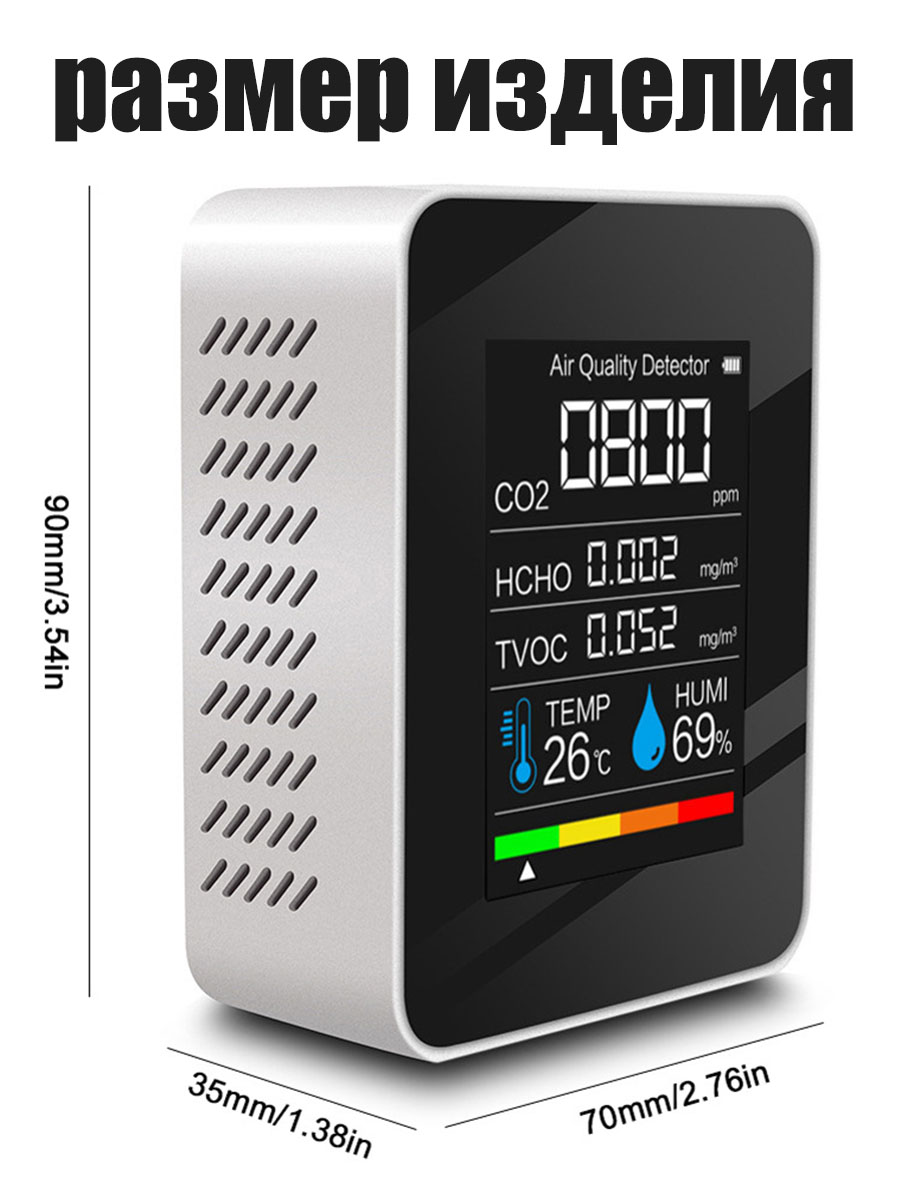 размер изделия
90mm/3.54in
Air Quality Detector
CO2 0800 ppm
HCHO 0.002 mg/m³
TVOC 0.052 mg/m³
TEMP 26℃
HUMI 69%
35mm/1.38in
70mm/2.76in